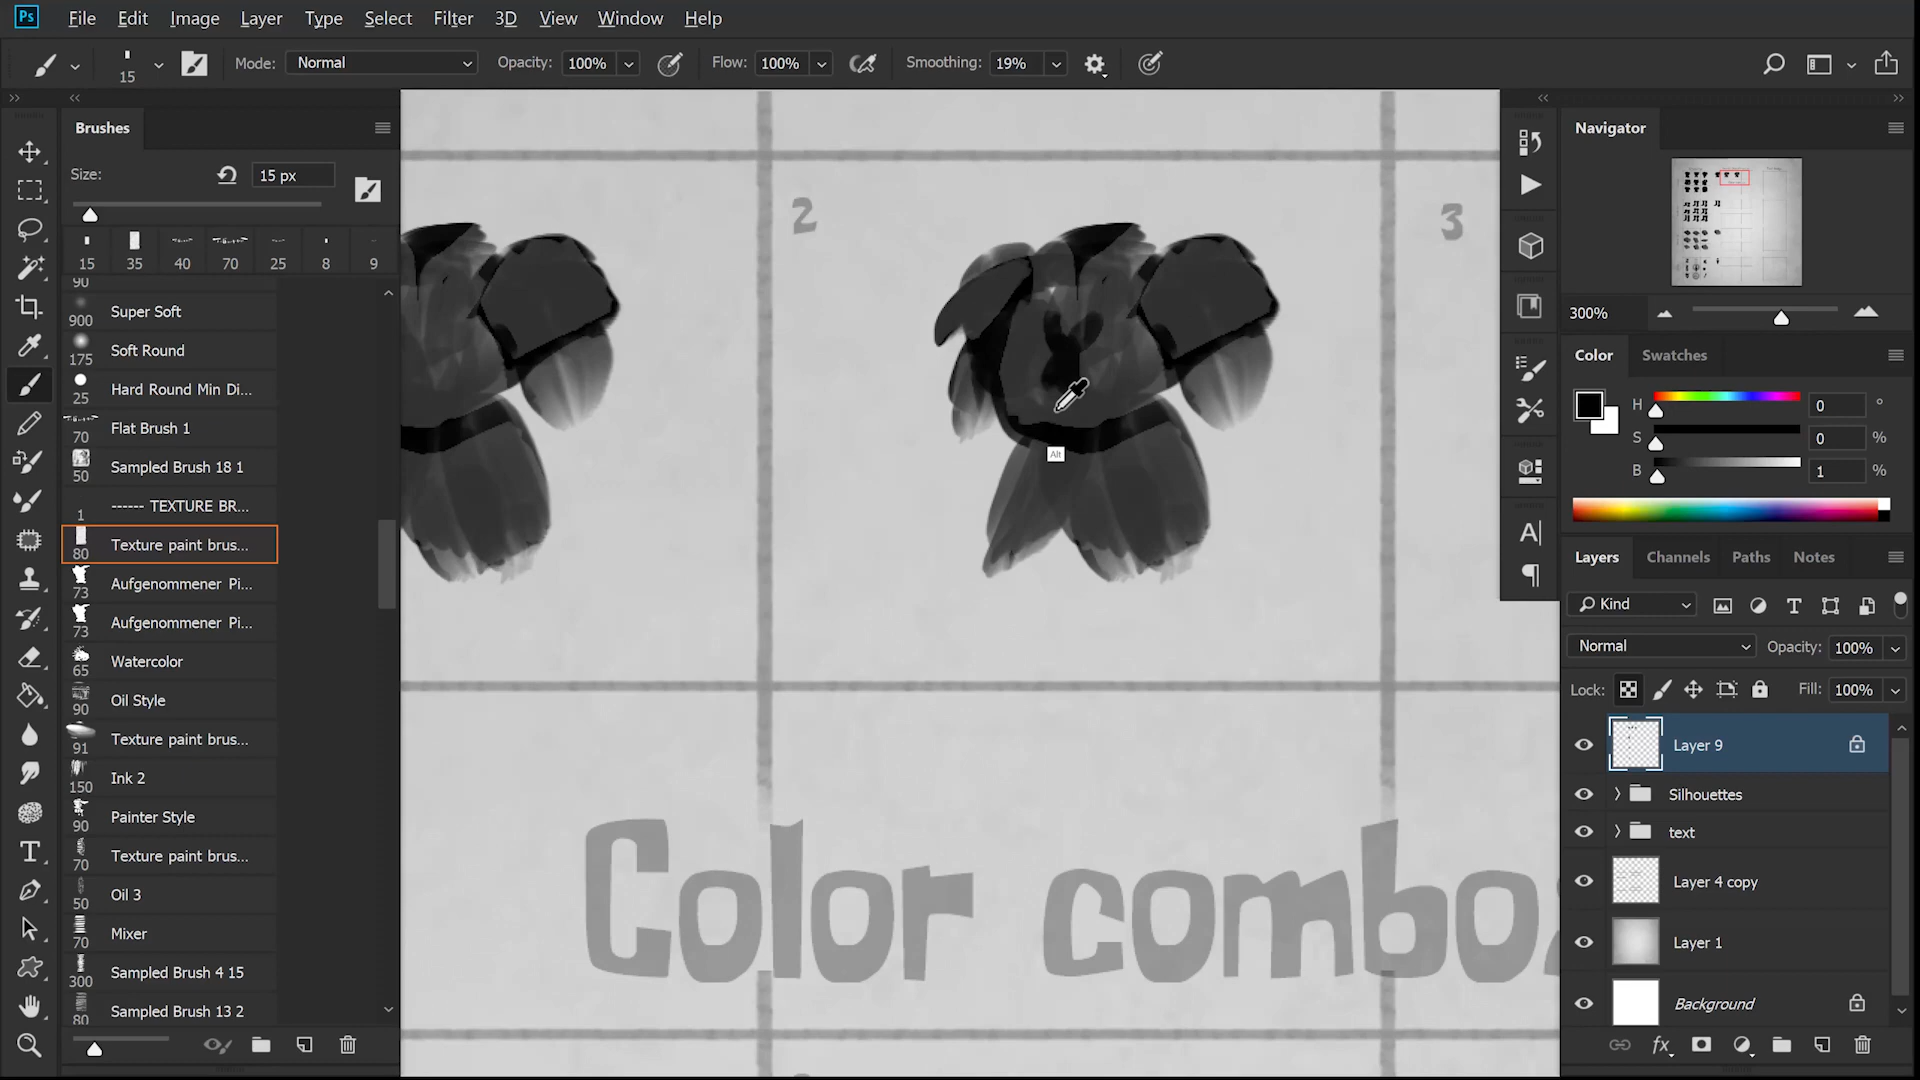 Ps File Edit Image Layer Type Select Filter 3D View Window Help
15 Mode: Normal Opacity: 100% Flow: 100% Smoothing: 19%
Brushes
Size: 15 px
15 35 40 70 25 8 9
90
Super Soft
900
Soft Round
175
Hard Round Min Di...
25
Flat Brush 1
70
Sampled Brush 18 1
50
------ TEXTURE BR...
1
Texture paint brus...
80
Aufgenommener Pi...
73
Aufgenommener Pi...
73
Watercolor
65
Oil Style
90
Texture paint brus...
91
Ink 2
150
Painter Style
90
Texture paint brus...
70
Oil 3
50
Mixer
70
Sampled Brush 4 15
300
Sampled Brush 13 2
80
2
3
Alt
Color combos
Navigator
300%
Color Swatches
H 0 °
S 0 %
B 1 %
Layers Channels Paths Notes
Kind
Normal Opacity: 100%
Lock: Fill: 100%
Layer 9
Silhouettes
text
Layer 4 copy
Layer 1
Background
fx